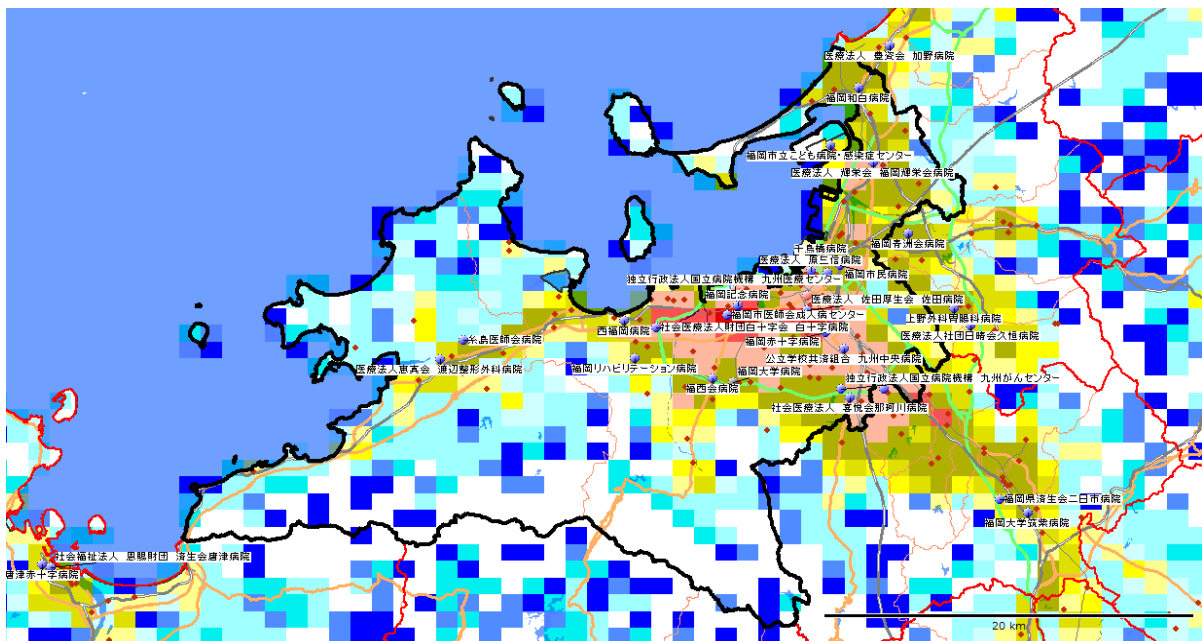 医療法人 豊資会 加野病院
福岡和白病院
福岡市立こども病院・感染症センター
医療法人 輝栄会 福岡輝栄会病院
福岡青洲会病院
千鳥橋病院
医療法人 原三信病院
福岡市民病院
独立行政法人国立病院機構 九州医療センター
福岡記念病院
医療法人 佐田厚生会 佐田病院
福岡市医師会成人病センター
上野外科胃腸科病院
西福岡病院
社会医療法人財団白十字会 白十字病院
医療法人社団日晴会久恒病院
糸島医師会病院
福岡赤十字病院
公立学校共済組合 九州中央病院
医療法人恵真会 渡辺整形外科病院
福岡リハビリテーション病院
福岡大学病院
福西会病院
独立行政法人国立病院機構 九州がんセンター
社会医療法人 喜悦会那珂川病院
福岡県済生会二日市病院
福岡大学筑紫病院
社会福祉法人 恩賜財団 済生会唐津病院
唐津赤十字病院
20 km